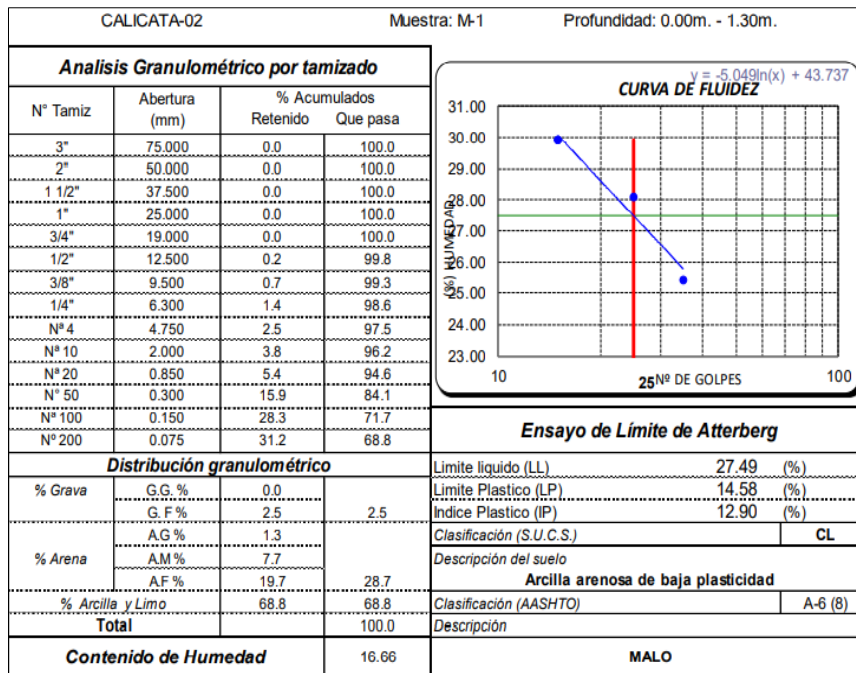 CALICATA-02 Muestra: M-1 Profundidad: 0.00m. - 1.30m.
Analisis Granulométrico por tamizado
N° Tamiz Abertura (mm) % Acumulados
Retenido Que pasa
3" 75.000 0.0 100.0
2" 50.000 0.0 100.0
1 1/2" 37.500 0.0 100.0
1" 25.000 0.0 100.0
3/4" 19.000 0.0 100.0
1/2" 12.500 0.2 99.8
3/8" 9.500 0.7 99.3
1/4" 6.300 1.4 98.6
Nª 4 4.750 2.5 97.5
Nª 10 2.000 3.8 96.2
Nª 20 0.850 5.4 94.6
N° 50 0.300 15.9 84.1
Nª 100 0.150 28.3 71.7
Nº 200 0.075 31.2 68.8
Distribución granulométrico
% Grava G.G. % 0.0
G. F % 2.5 2.5
% Arena A.G % 1.3
A.M % 7.7
A.F % 19.7 28.7
% Arcilla y Limo 68.8 68.8
Total 100.0
Contenido de Humedad 16.66
y = -5.049ln(x) + 43.737
CURVA DE FLUIDEZ
31.00
30.00
29.00
28.00
27.00
26.00
25.00
24.00
23.00
(%) HUMEDAD
10 100
25 Nº DE GOLPES
Ensayo de Límite de Atterberg
Limite liquido (LL) 27.49 (%)
Limite Plastico (LP) 14.58 (%)
Indice Plastico (IP) 12.90 (%)
Clasificación (S.U.C.S.) CL
Descripción del suelo
Arcilla arenosa de baja plasticidad
Clasificación (AASHTO) A-6 (8)
Descripción
MALO